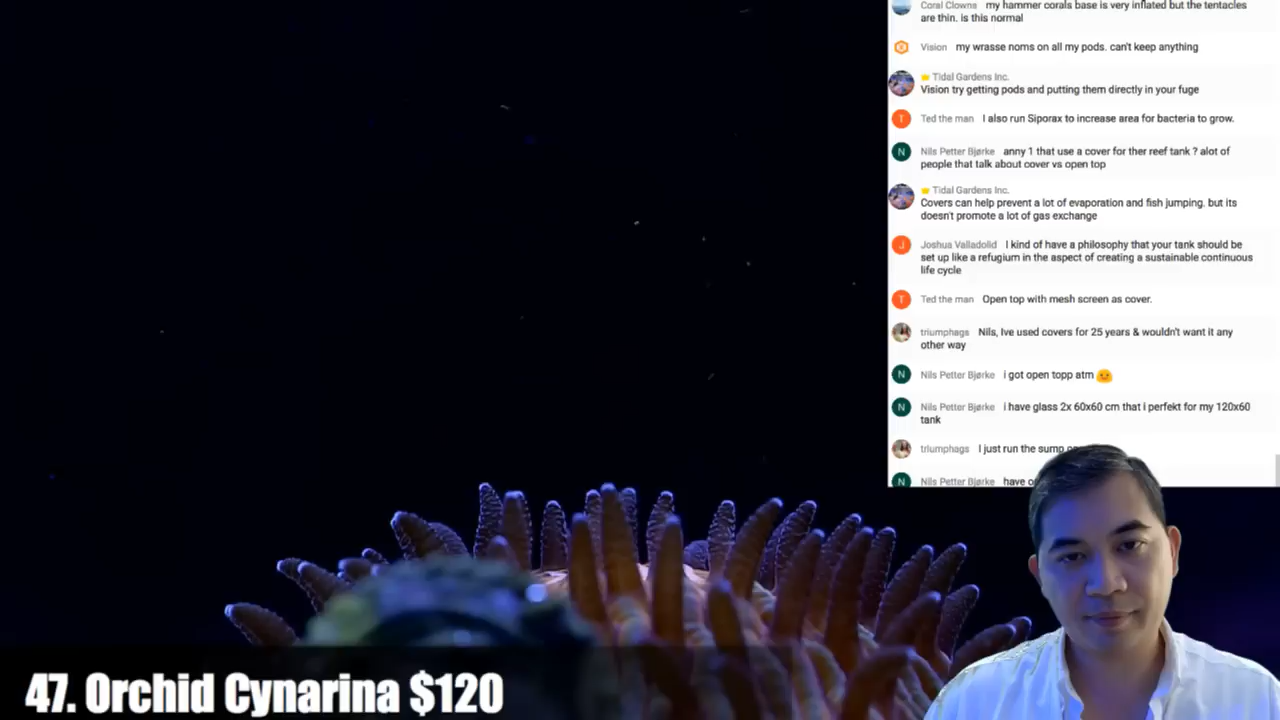 Coral Clowns my hammer corals base is very inflated but the tentacles
are thin. is this normal
Vision my wrasse noms on all my pods. can't keep anything
Tidal Gardens Inc.
Vision try getting pods and putting them directly in your fuge
T
Ted the man I also run Siporax to increase area for bacteria to grow.
N
Nils Petter Bjørke anny 1 that use a cover for ther reef tank ? alot of
people that talk about cover vs open top
Tidal Gardens Inc.
Covers can help prevent a lot of evaporation and fish jumping. but its
doesn't promote a lot of gas exchange
J
Joshua Valladolid I kind of have a philosophy that your tank should be
set up like a refugium in the aspect of creating a sustainable continuous
life cycle
T
Ted the man Open top with mesh screen as cover.
triumphags Nils, Ive used covers for 25 years & wouldn't want it any
other way
N
Nils Petter Bjørke i got open topp atm
N
Nils Petter Bjørke i have glass 2x 60x60 cm that i perfekt for my 120x60
tank
triumphags I just run the sump
N
Nils Petter Bjørke have
47. Orchid Cynarina $120